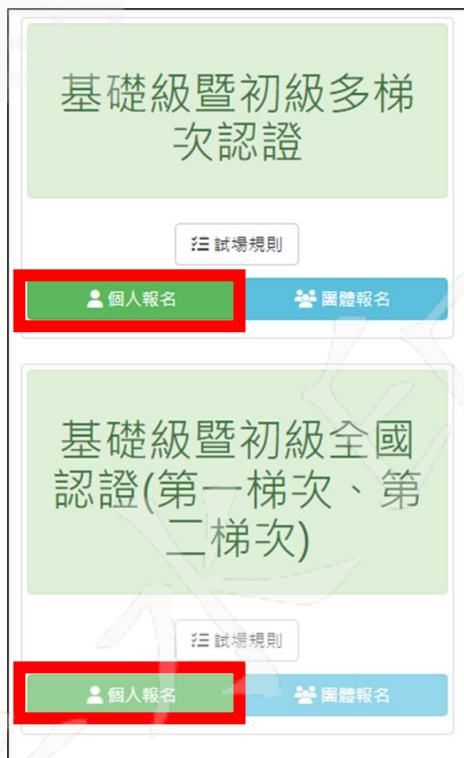 基礎級暨初級多梯
次認證
試場規則
個人報名 團體報名
基礎級暨初級全國
認證(第一梯次、第
二梯次)
試場規則
個人報名 團體報名